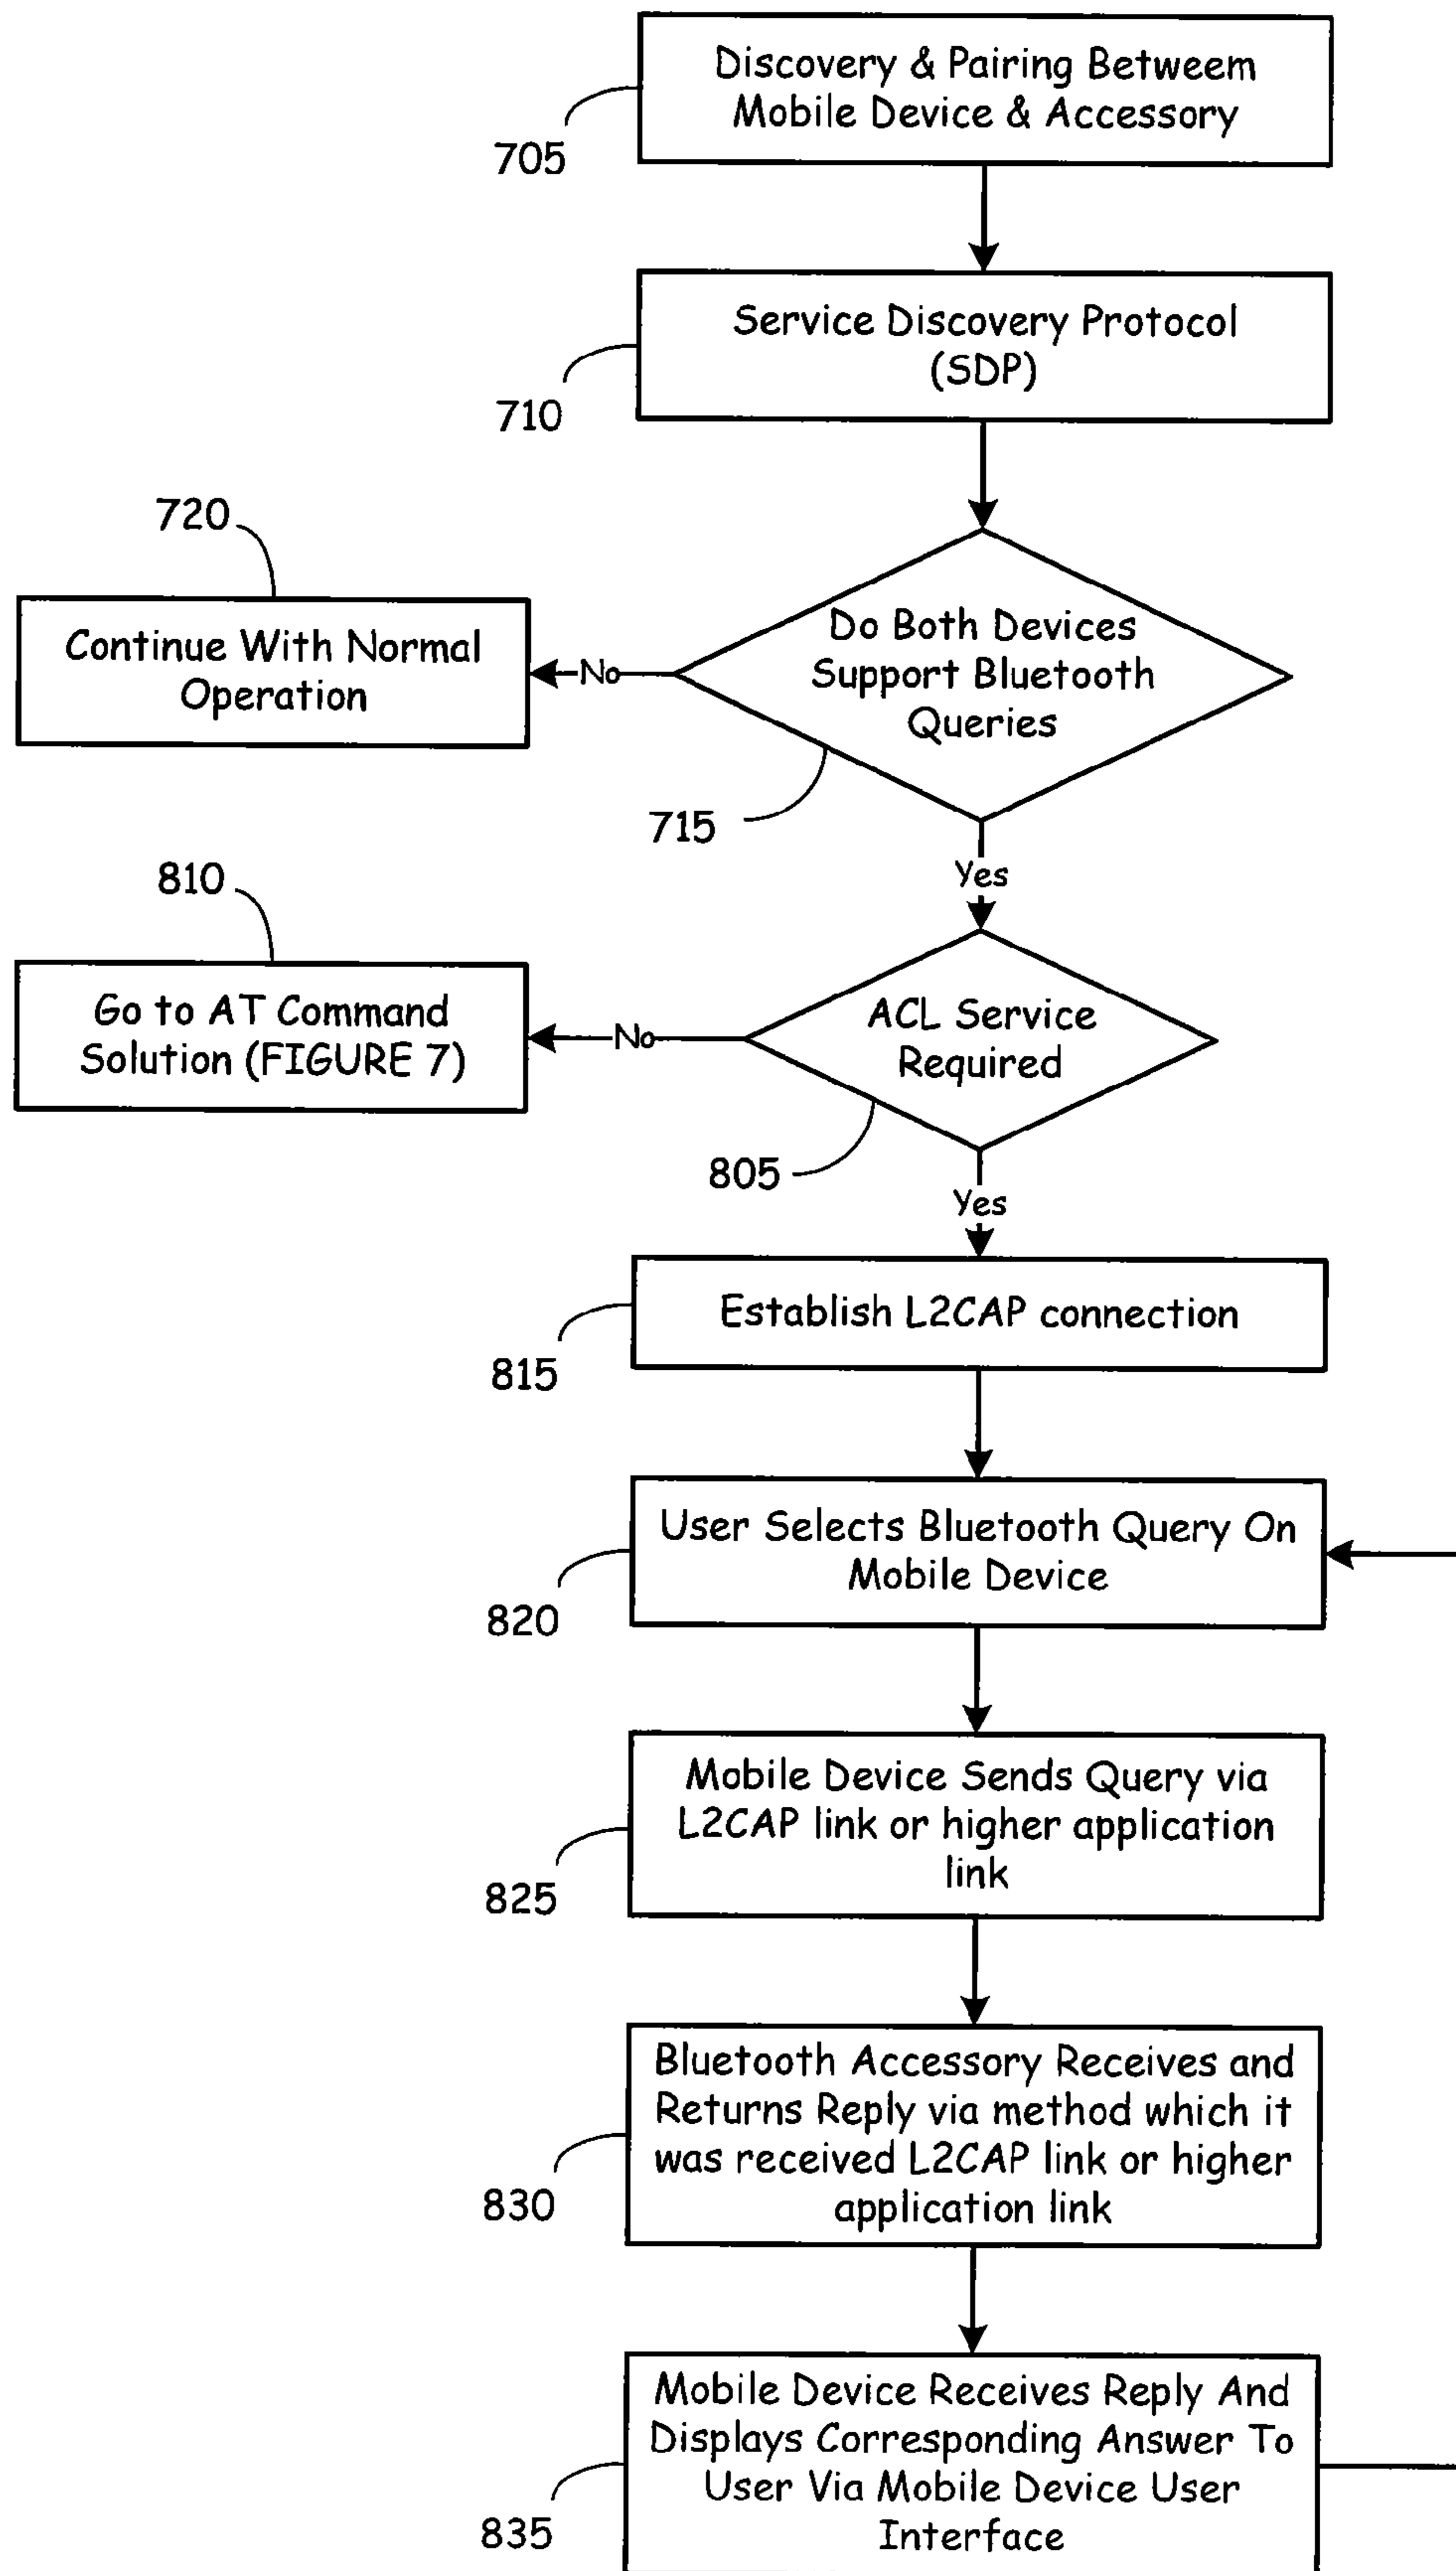 Discovery & Pairing Betweem
Mobile Device & Accessory
705
Service Discovery Protocol
(SDP)
710
720
Continue With Normal
Operation
No
Do Both Devices
Support Bluetooth
Queries
715
Yes
810
Go to AT Command
Solution (FIGURE 7)
No
ACL Service
Required
805
Yes
Establish L2CAP connection
815
User Selects Bluetooth Query On
Mobile Device
820
Mobile Device Sends Query via
L2CAP link or higher application
link
825
Bluetooth Accessory Receives and
Returns Reply via method which it
was received L2CAP link or higher
application link
830
Mobile Device Receives Reply And
Displays Corresponding Answer To
User Via Mobile Device User
Interface
835